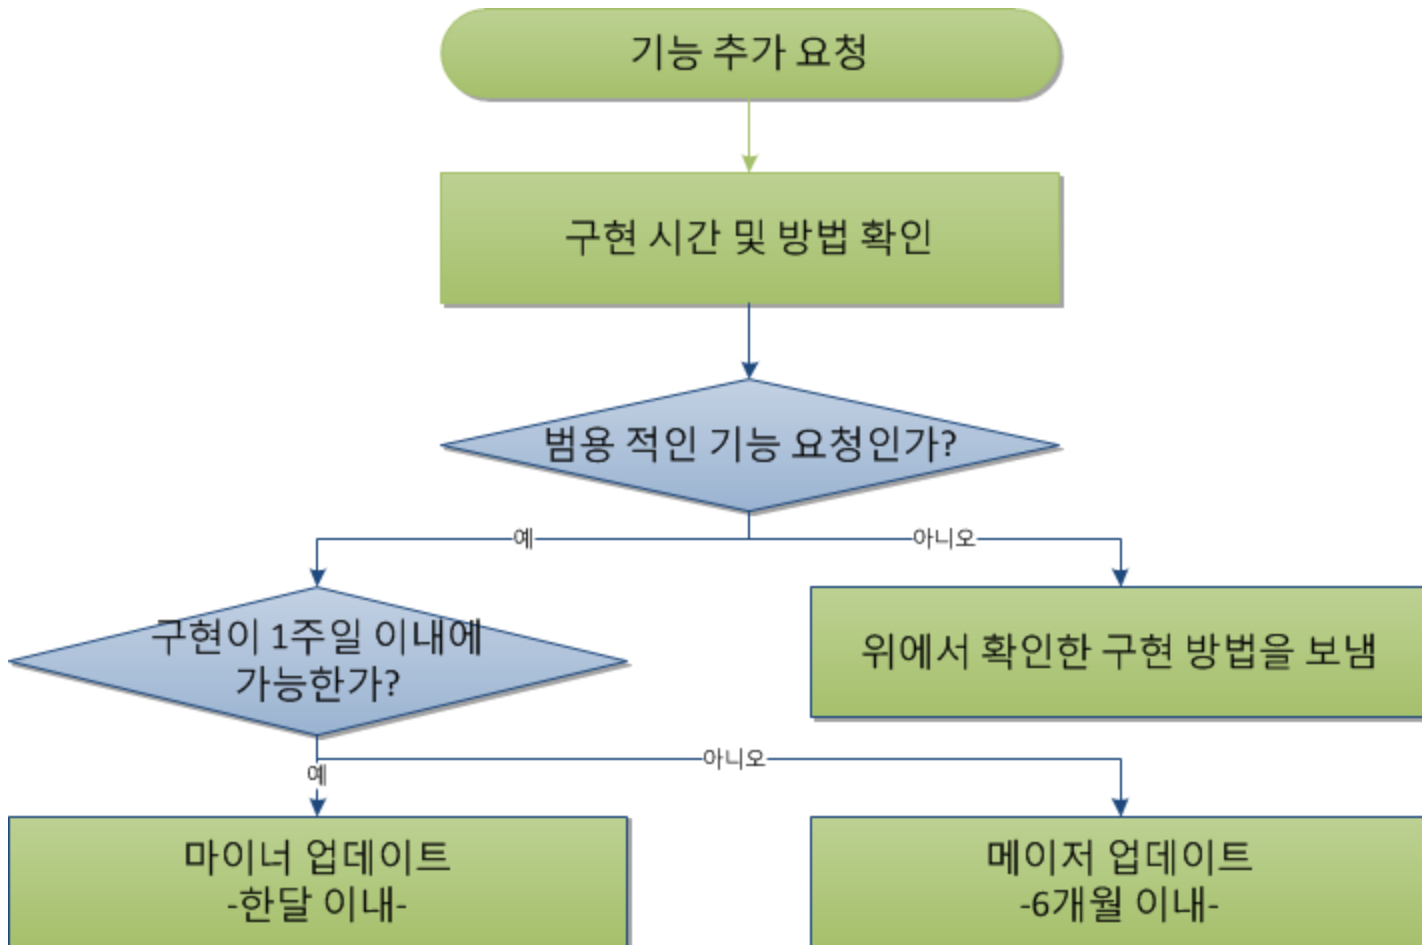 기능 추가 요청
구현 시간 및 방법 확인
범용 적인 기능 요청인가?
예
아니오
구현이 1주일 이내에
가능한가?
위에서 확인한 구현 방법을 보냄
아니오
예
마이너 업데이트
-한달 이내-
메이저 업데이트
-6개월 이내-